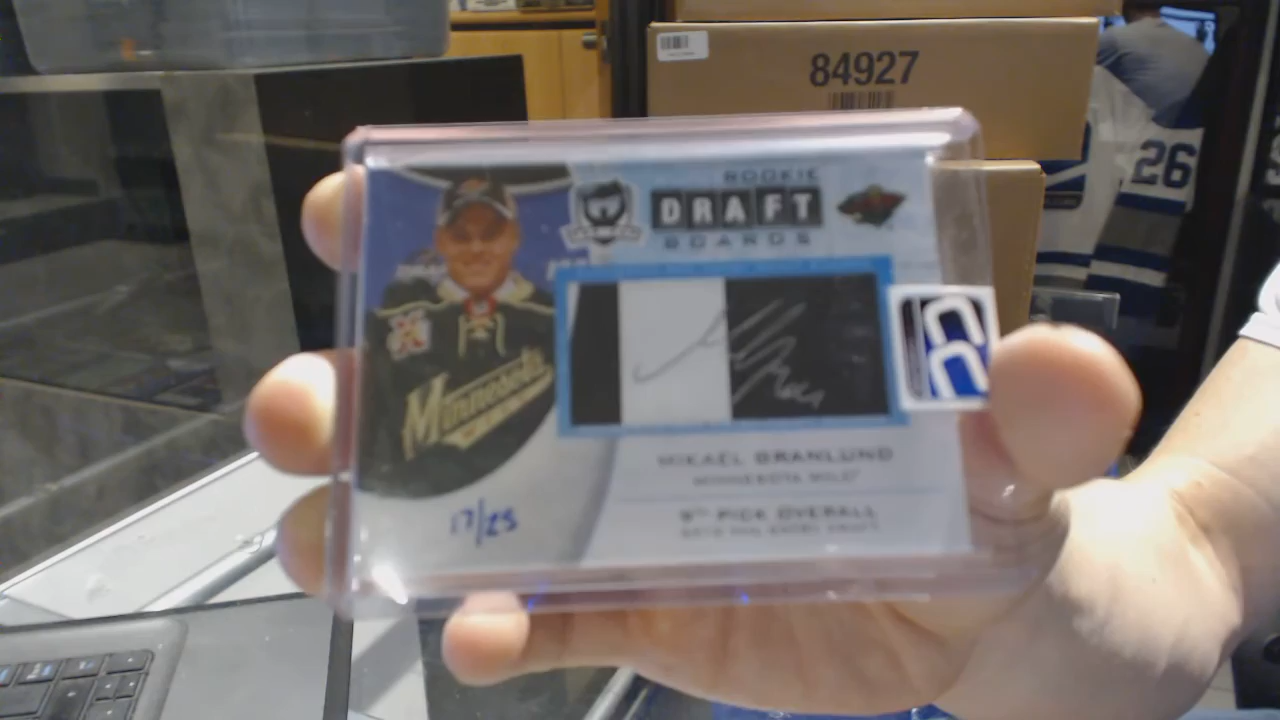 84927
26
ROOKIE
DRAFT
BOARDS
Minnesota
MIKAEL GRANLUND
MINNESOTA WILD
9TH PICK OVERALL
17/25